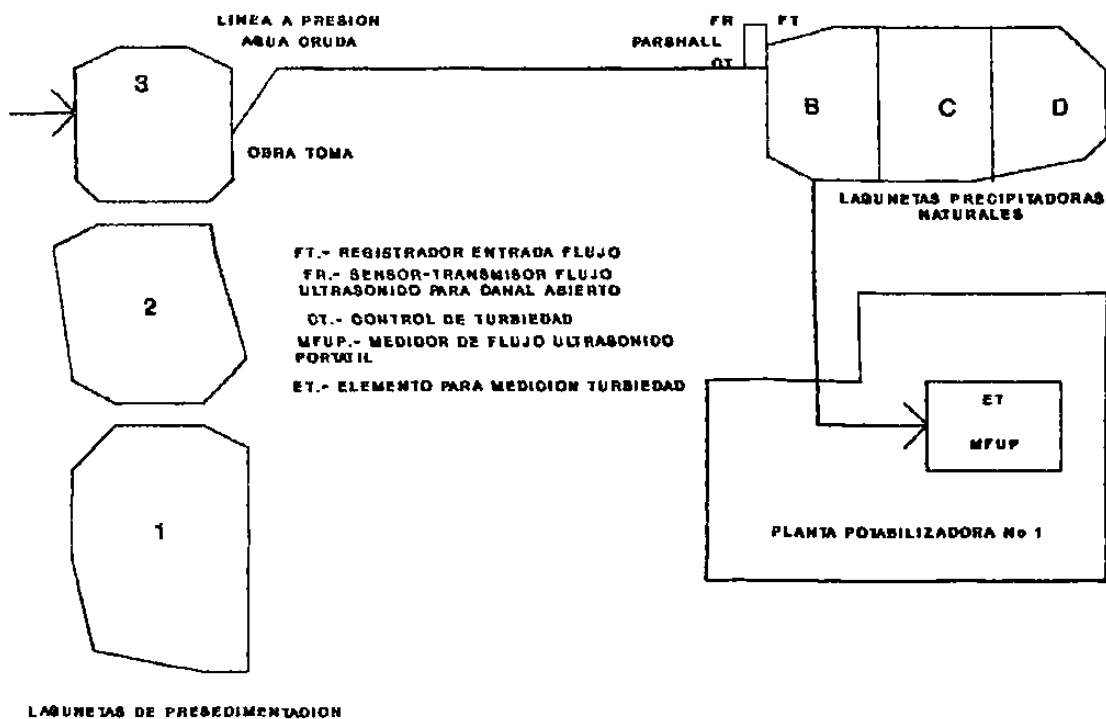 LINEA A PRESION
AGUA CRUDA
FR FT
PARSHALL
CT
3
B C D
OBRA TOMA
LAGUNETAS PRECIPITADORAS
NATURALES
FT.- REGISTRADOR ENTRADA FLUJO
FR.- SENSOR-TRANSMISOR FLUJO
ULTRASONIDO PARA CANAL ABIERTO
2
CT.- CONTROL DE TURBIEDAD
MFUP.- MEDIDOR DE FLUJO ULTRASONIDO
PORTATIL
ET.- ELEMENTO PARA MEDICION TURBIEDAD
ET
MFUP
1
PLANTA POTABILIZADORA No 1
LAGUNETAS DE PRESEDIMENTACION